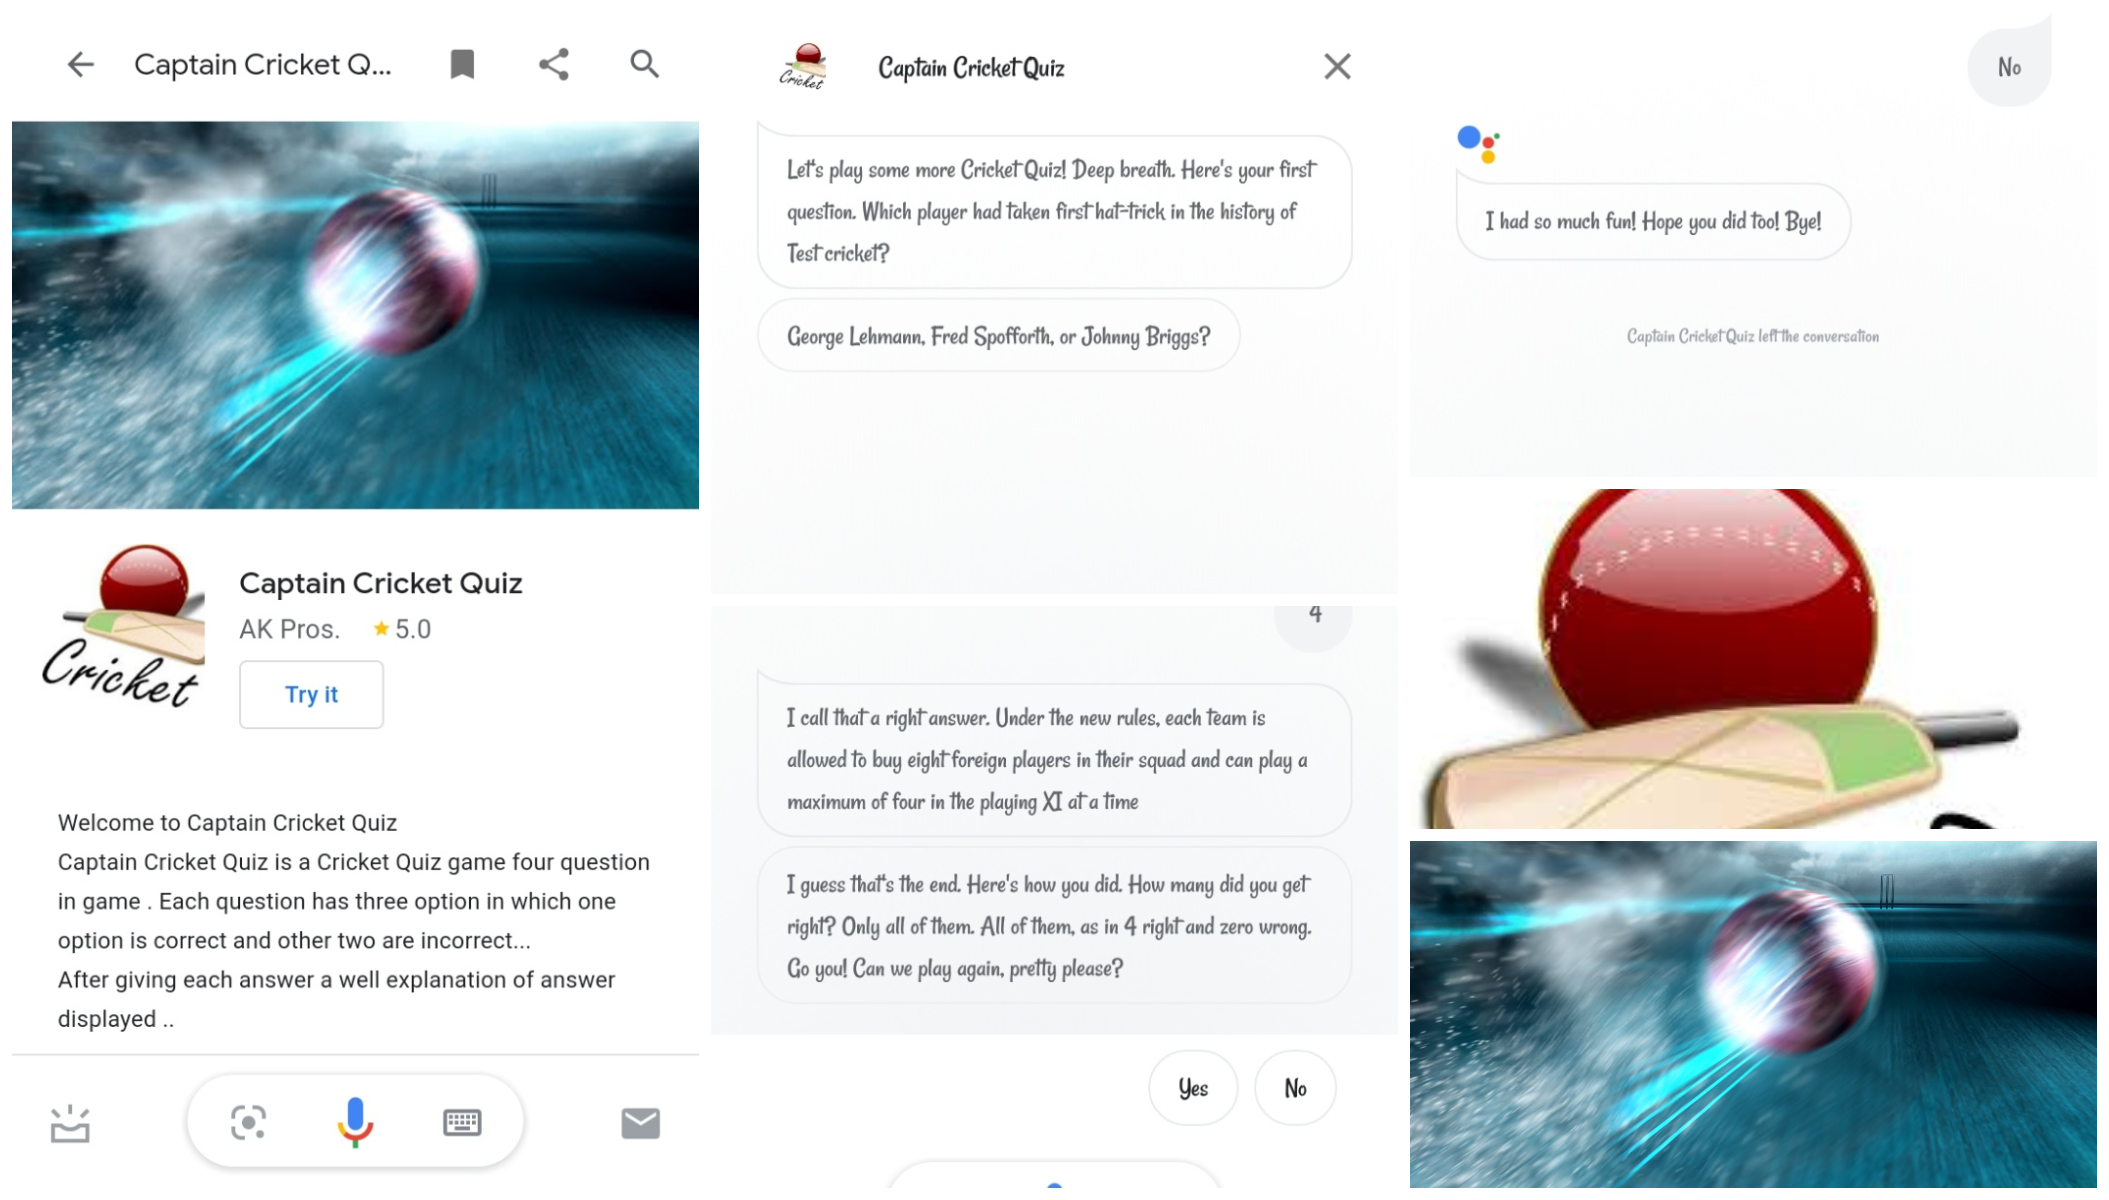 Captain Cricket Q...
Cricket
Captain Cricket Quiz
AK Pros. ★ 5.0
Try it
Welcome to Captain Cricket Quiz
Captain Cricket Quiz is a Cricket Quiz game four question
in game . Each question has three option in which one
option is correct and other two are incorrect...
After giving each answer a well explanation of answer
displayed ..
Cricket
Captain Cricket Quiz
Let's play some more Cricket Quiz! Deep breath. Here's your first
question. Which player had taken first hat-trick in the history of
Test cricket?
George Lehmann, Fred Spofforth, or Johnny Briggs?
4
I call that a right answer. Under the new rules, each team is
allowed to buy eight foreign players in their squad and can play a
maximum of four in the playing XI at a time
I guess that's the end. Here's how you did. How many did you get
right? Only all of them. All of them, as in 4 right and zero wrong.
Go you! Can we play again, pretty please?
Yes
No
No
I had so much fun! Hope you did too! Bye!
Captain Cricket Quiz left the conversation